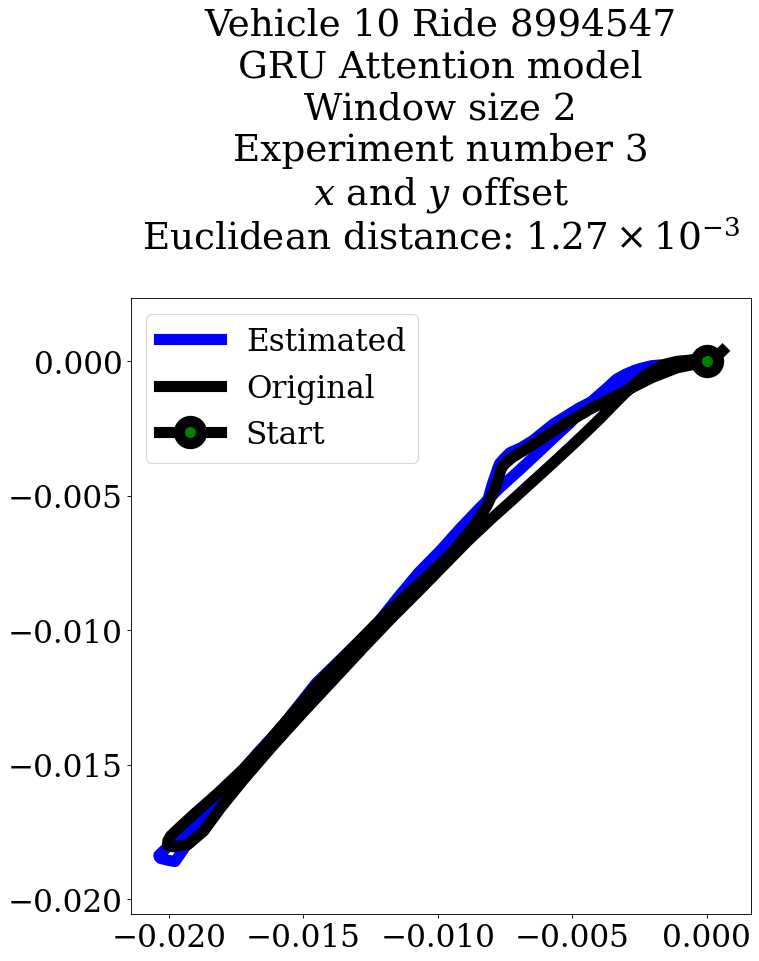 Vehicle 10 Ride 8994547
GRU Attention model
Window size 2
Experiment number 3
x and y offset
Euclidean distance: 1.27 × 10⁻³
Estimated
Original
Start
0.000
−0.005
−0.010
−0.015
−0.020
−0.020 −0.015 −0.010 −0.005 0.000